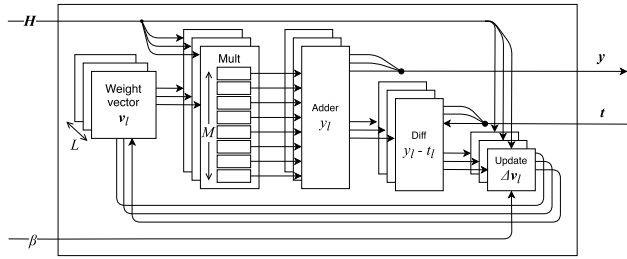 H
Mult
y
Weight
vector
v_l
M
Adder
y_l
t
L
Diff
y_l - t_l
Update
Δv_l
β